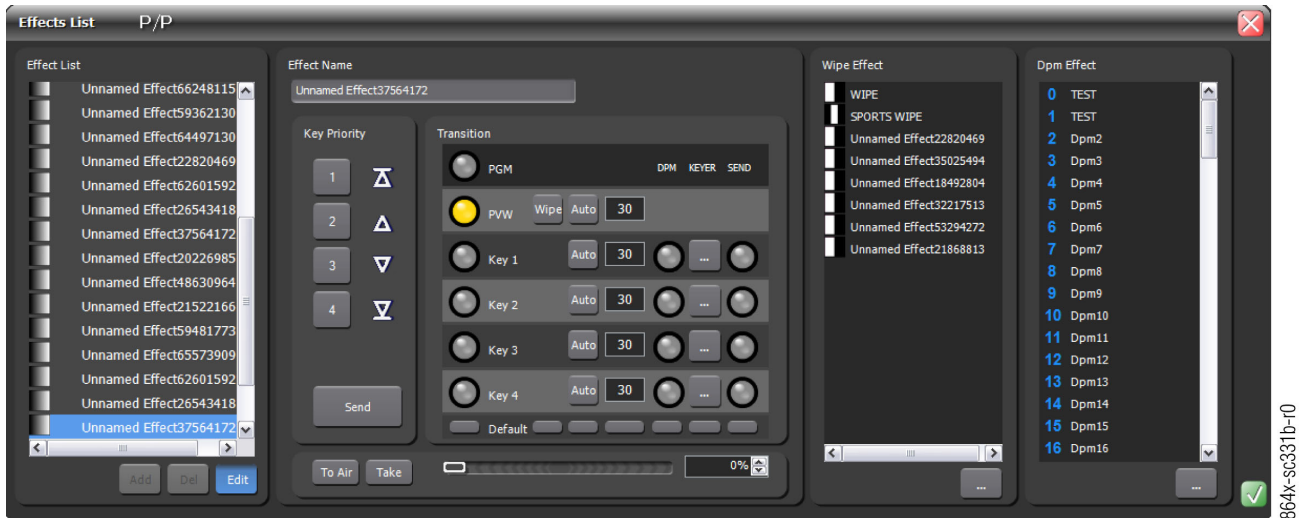 Effects List P/P
Effect List
Unnamed Effect66248115
Unnamed Effect59362130
Unnamed Effect64497130
Unnamed Effect22820469
Unnamed Effect62601592
Unnamed Effect26543418
Unnamed Effect37564172
Unnamed Effect20226985
Unnamed Effect48630964
Unnamed Effect21522166
Unnamed Effect59481773
Unnamed Effect65573909
Unnamed Effect62601592
Unnamed Effect26543418
Unnamed Effect37564172
Add Del Edit
Effect Name
Unnamed Effect37564172
Key Priority
1
2
3
4
Send
Transition
PGM DPM KEYER SEND
PVW Wipe Auto 30
Key 1 Auto 30 ...
Key 2 Auto 30 ...
Key 3 Auto 30 ...
Key 4 Auto 30 ...
Default
To Air Take 0%
Wipe Effect
WIPE
SPORTS WIPE
Unnamed Effect22820469
Unnamed Effect35025494
Unnamed Effect18492804
Unnamed Effect32217513
Unnamed Effect53294272
Unnamed Effect21868813
...
Dpm Effect
0 TEST
1 TEST
2 Dpm2
3 Dpm3
4 Dpm4
5 Dpm5
6 Dpm6
7 Dpm7
8 Dpm8
9 Dpm9
10 Dpm10
11 Dpm11
12 Dpm12
13 Dpm13
14 Dpm14
15 Dpm15
16 Dpm16
...
864x-sc331b-r0